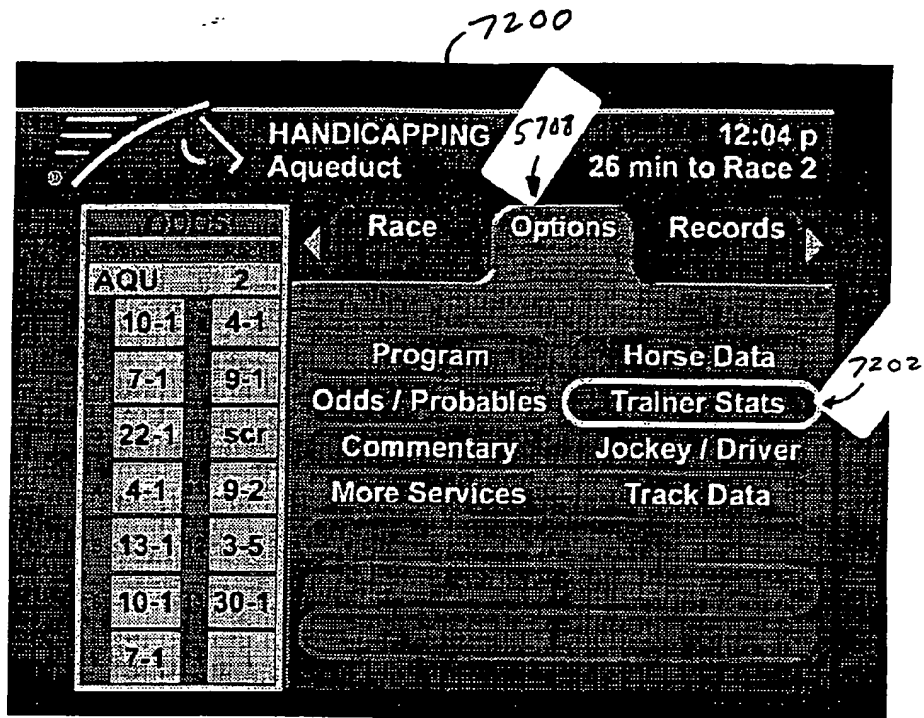 7200
HANDICAPPING 5708 12:04 p
Aqueduct 26 min to Race 2
ODDS
Race Options Records
AQU 2
10-1 4-1
7-1 9-1
22-1 scr
4-1 9-2
13-1 3-5
10-1 30-1
7-1
Program Horse Data
Odds / Probables Trainer Stats 7202
Commentary Jockey / Driver
More Services Track Data
®